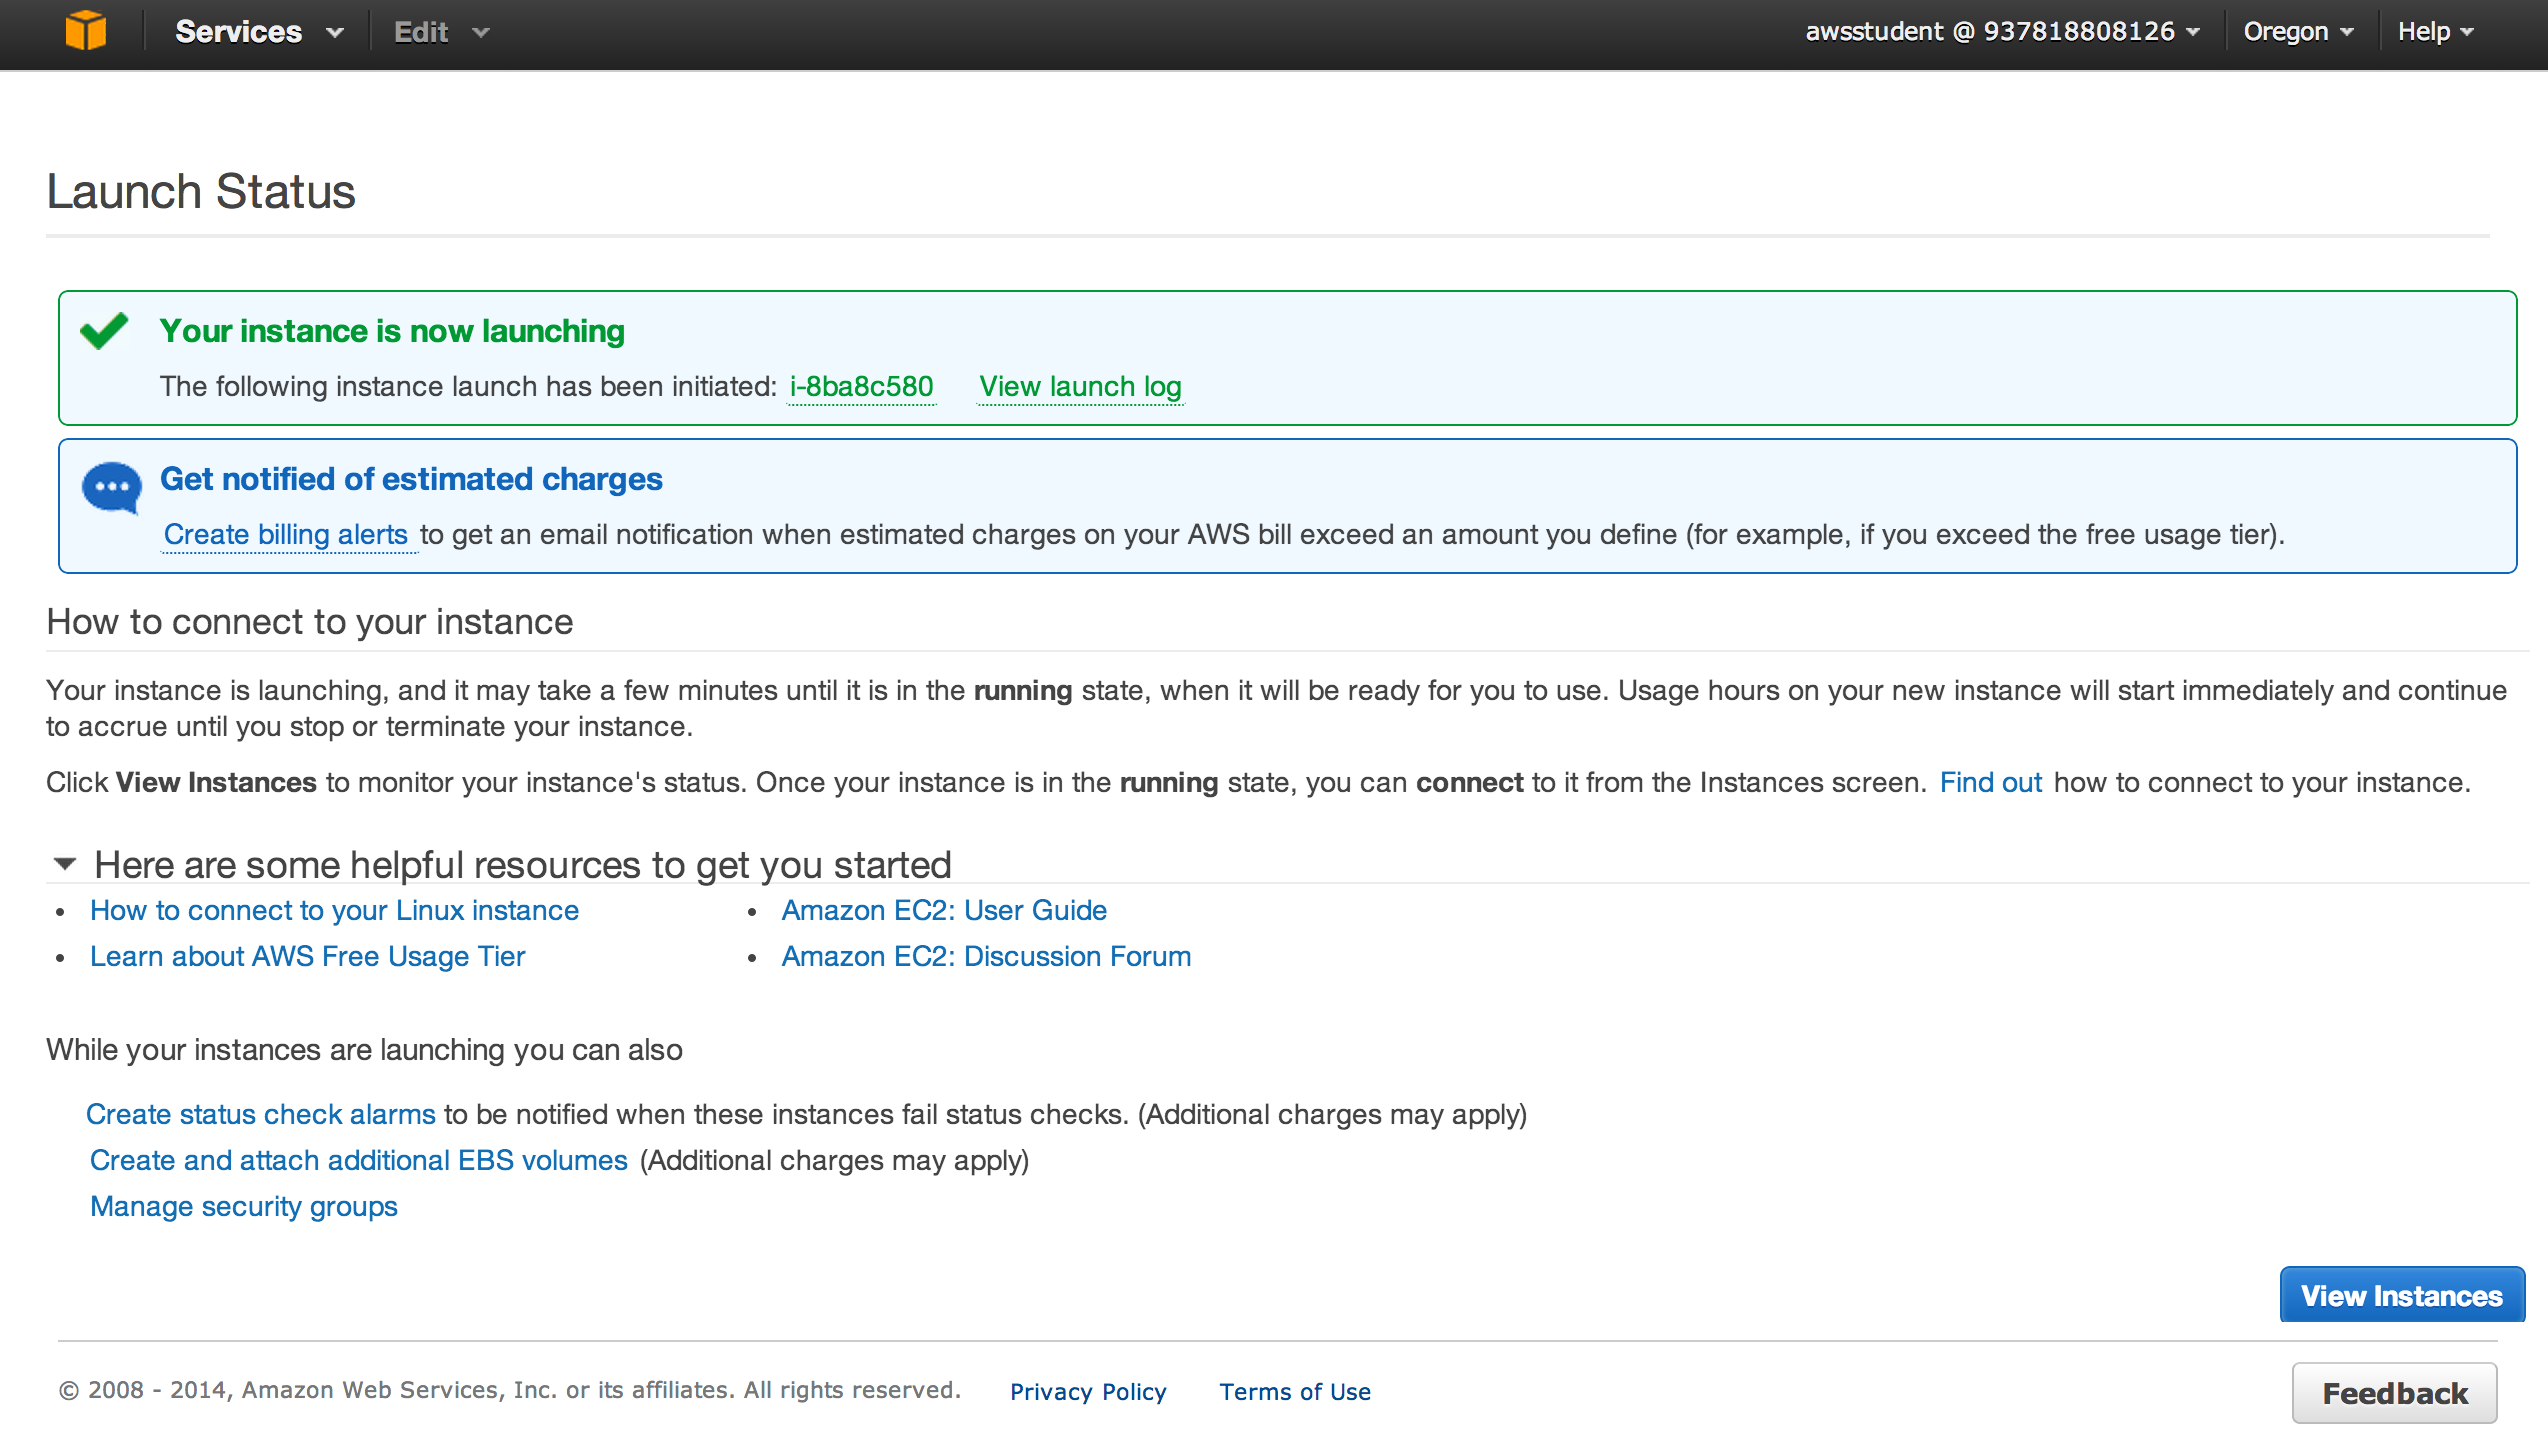 Services Edit awsstudent @ 937818808126 Oregon Help
Launch Status
Your instance is now launching
The following instance launch has been initiated: i-8ba8c580 View launch log
Get notified of estimated charges
Create billing alerts to get an email notification when estimated charges on your AWS bill exceed an amount you define (for example, if you exceed the free usage tier).
How to connect to your instance
Your instance is launching, and it may take a few minutes until it is in the running state, when it will be ready for you to use. Usage hours on your new instance will start immediately and continue
to accrue until you stop or terminate your instance.
Click View Instances to monitor your instance's status. Once your instance is in the running state, you can connect to it from the Instances screen. Find out how to connect to your instance.
Here are some helpful resources to get you started
• How to connect to your Linux instance
• Learn about AWS Free Usage Tier
• Amazon EC2: User Guide
• Amazon EC2: Discussion Forum
While your instances are launching you can also
Create status check alarms to be notified when these instances fail status checks. (Additional charges may apply)
Create and attach additional EBS volumes (Additional charges may apply)
Manage security groups
View Instances
© 2008 - 2014, Amazon Web Services, Inc. or its affiliates. All rights reserved. Privacy Policy Terms of Use
Feedback